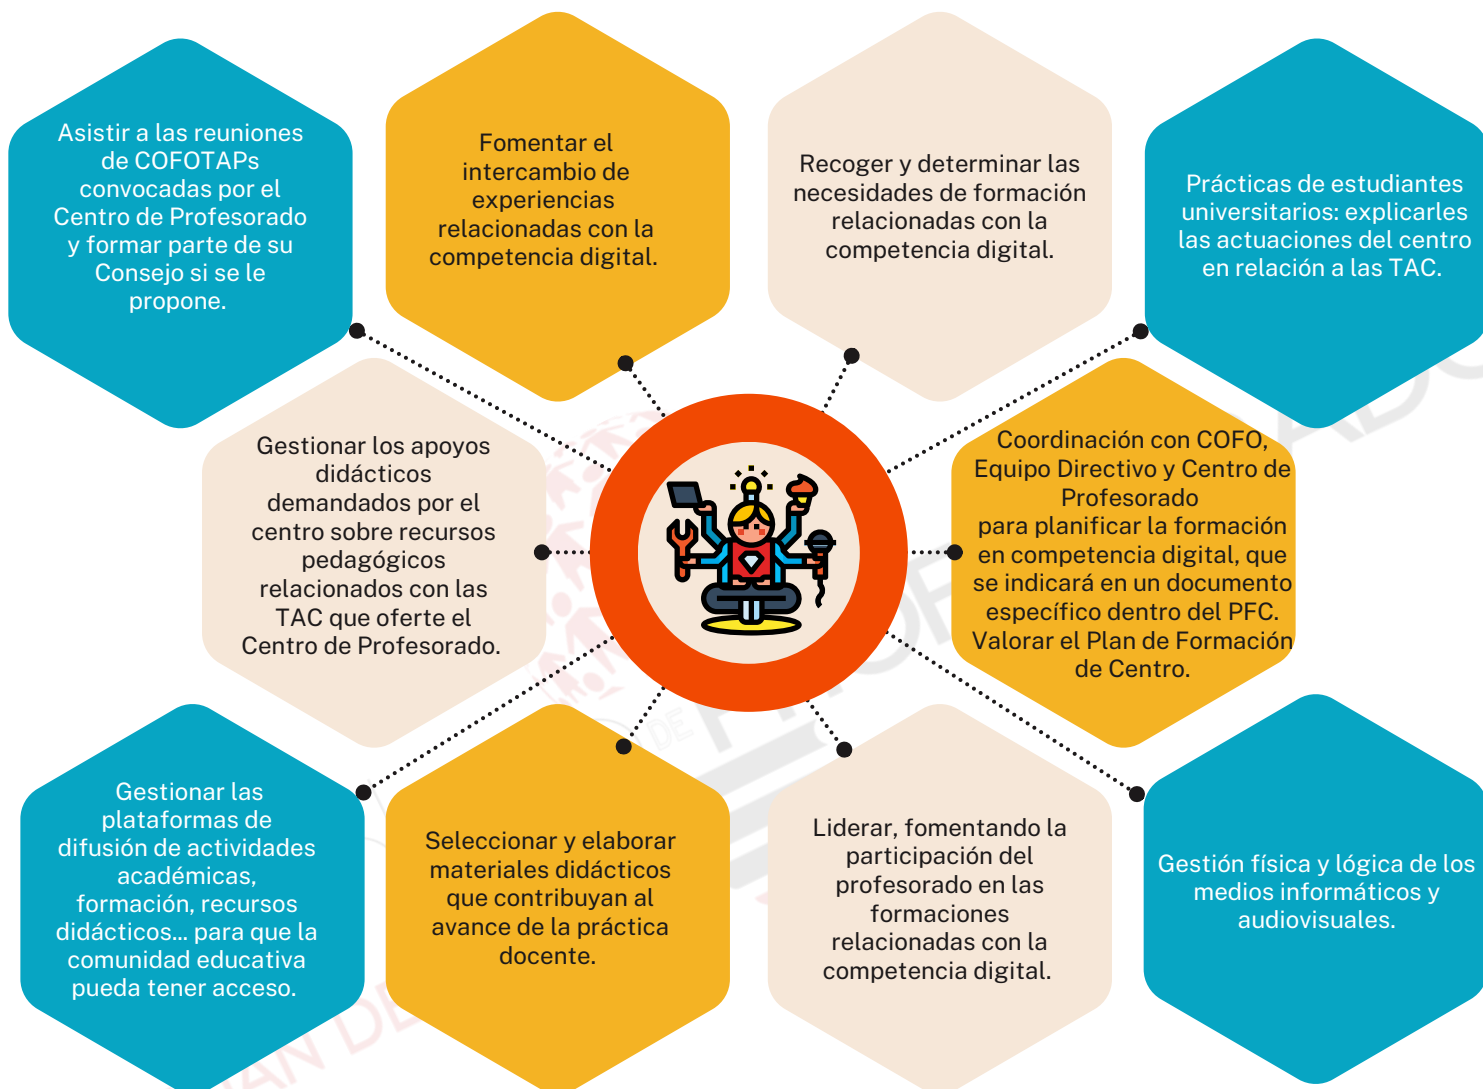 Asistir a las reuniones
de COFOTAPs
convocadas por el
Centro de Profesorado
y formar parte de su
Consejo si se le
propone.
Fomentar el
intercambio de
experiencias
relacionadas con la
competencia digital.
Recoger y determinar las
necesidades de formación
relacionadas con la
competencia digital.
Prácticas de estudiantes
universitarios: explicarles
las actuaciones del centro
en relación a las TAC.
Gestionar los apoyos
didácticos
demandados por el
centro sobre recursos
pedagógicos
relacionados con las
TAC que oferte el
Centro de Profesorado.
Coordinación con COFO,
Equipo Directivo y Centro de
Profesorado
para planificar la formación
en competencia digital, que
se indicará en un documento
específico dentro del PFC.
Valorar el Plan de Formación
de Centro.
Gestionar las
plataformas de
difusión de actividades
académicas,
formación, recursos
didácticos... para que la
comunidad educativa
pueda tener acceso.
Seleccionar y elaborar
materiales didácticos
que contribuyan al
avance de la práctica
docente.
Liderar, fomentando la
participación del
profesorado en las
formaciones
relacionadas con la
competencia digital.
Gestión física y lógica de los
medios informáticos y
audiovisuales.
DE